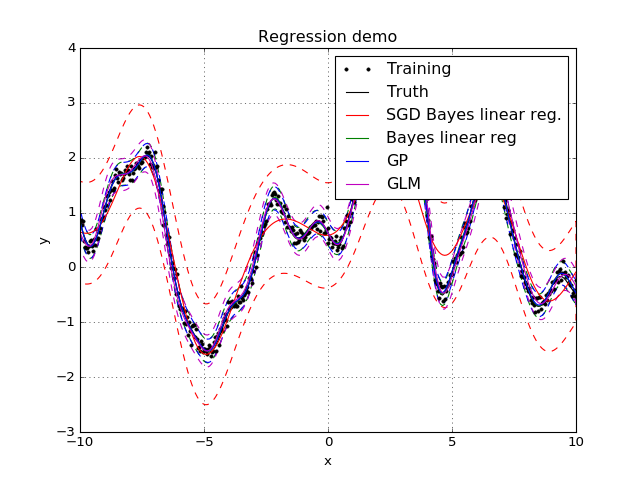 Regression demo
4
3
2
1
0
−1
−2
−3
y
Training
Truth
SGD Bayes linear reg.
Bayes linear reg
GP
GLM
−10
−5
0
5
10
x